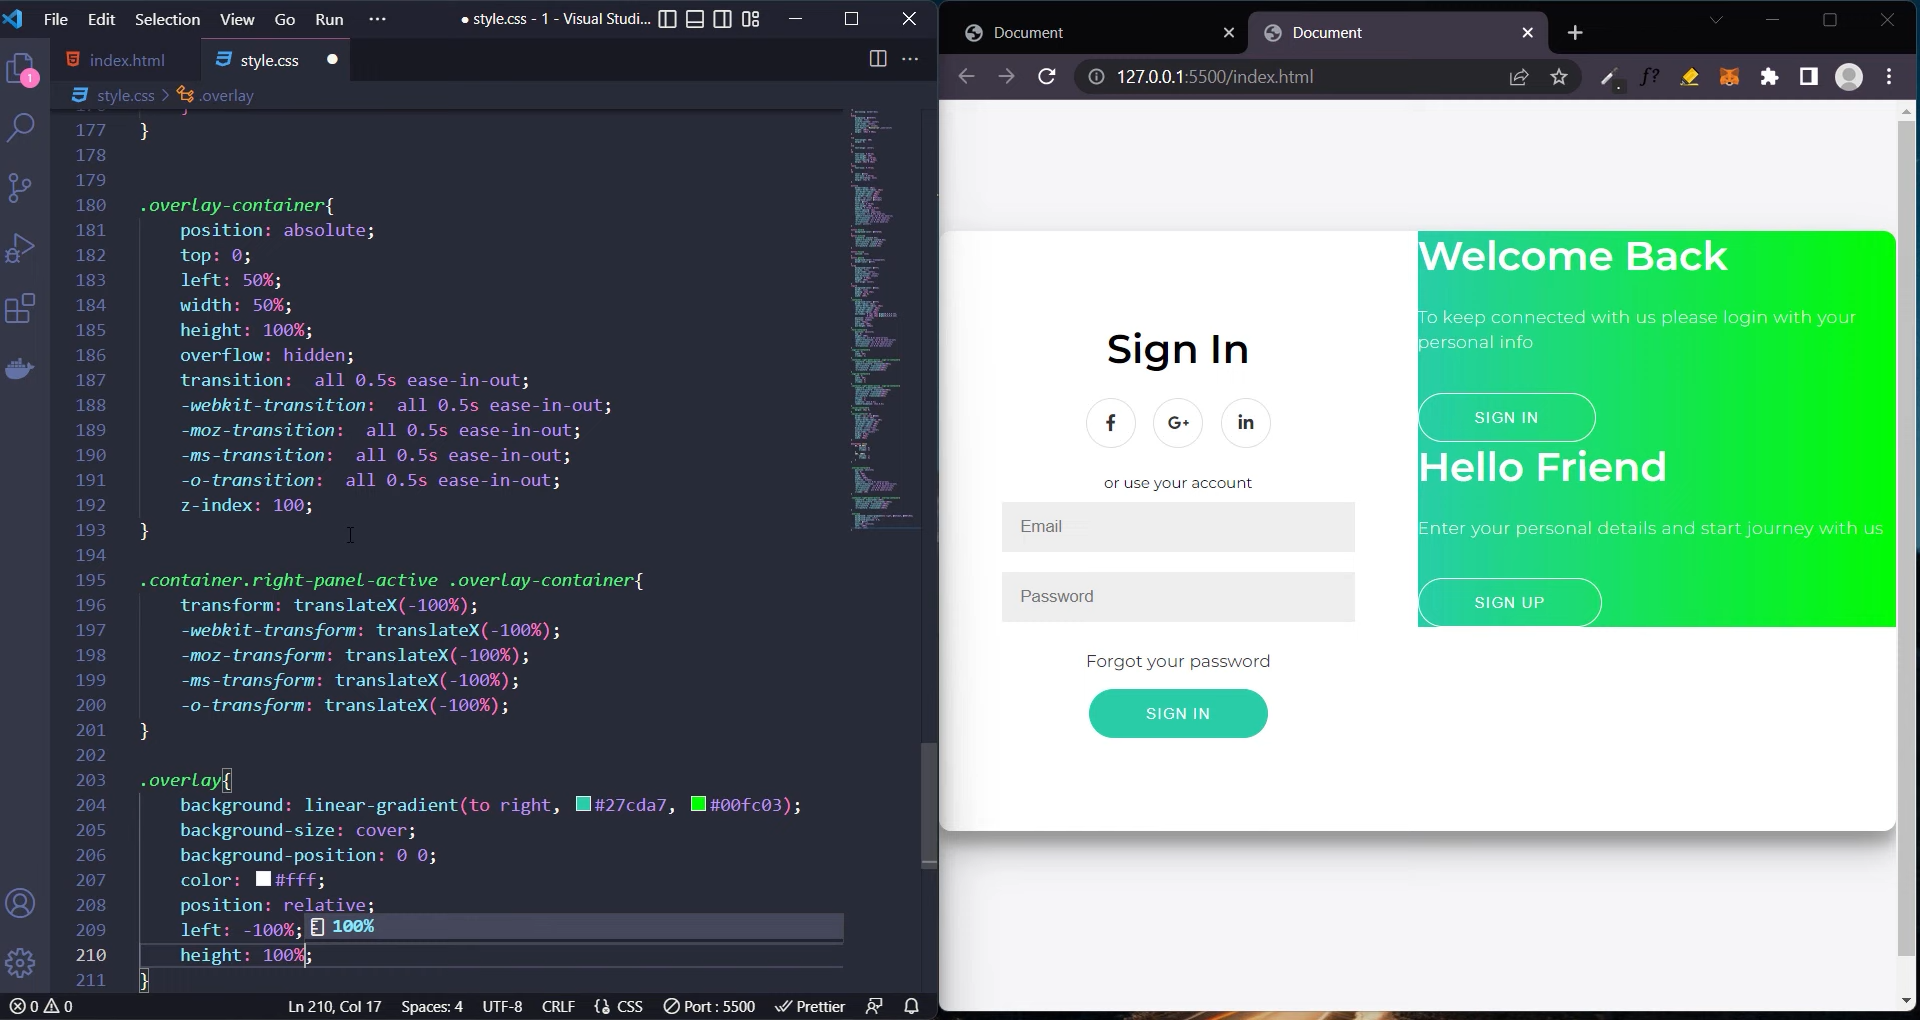 File Edit Selection View Go Run ···
● style.css - 1 - Visual Studi...
index.html
style.css
style.css > .overlay
1
177 }
178
179
180 .overlay-container{
181 position: absolute;
182 top: 0;
183 left: 50%;
184 width: 50%;
185 height: 100%;
186 overflow: hidden;
187 transition:  all 0.5s ease-in-out;
188 -webkit-transition:  all 0.5s ease-in-out;
189 -moz-transition:  all 0.5s ease-in-out;
190 -ms-transition:  all 0.5s ease-in-out;
191 -o-transition:  all 0.5s ease-in-out;
192 z-index: 100;
193 }
194
195 .container.right-panel-active .overlay-container{
196 transform: translateX(-100%);
197 -webkit-transform: translateX(-100%);
198 -moz-transform: translateX(-100%);
199 -ms-transform: translateX(-100%);
200 -o-transform: translateX(-100%);
201 }
202
203 .overlay{
204 background: linear-gradient(to right, #27cda7, #00fc03);
205 background-size: cover;
206 background-position: 0 0;
207 color: #fff;
208 position: relative;
209 left: -100%;
100%
210 height: 100%;
211 }
0 0
Ln 210, Col 17 Spaces: 4 UTF-8 CRLF {} CSS Port : 5500 Prettier
Document
Document
127.0.0.1:5500/index.html
f?
Sign In
f G+ in
or use your account
Email
Password
Forgot your password
SIGN IN
Welcome Back
To keep connected with us please login with your
personal info
SIGN IN
Hello Friend
Enter your personal details and start journey with us
SIGN UP